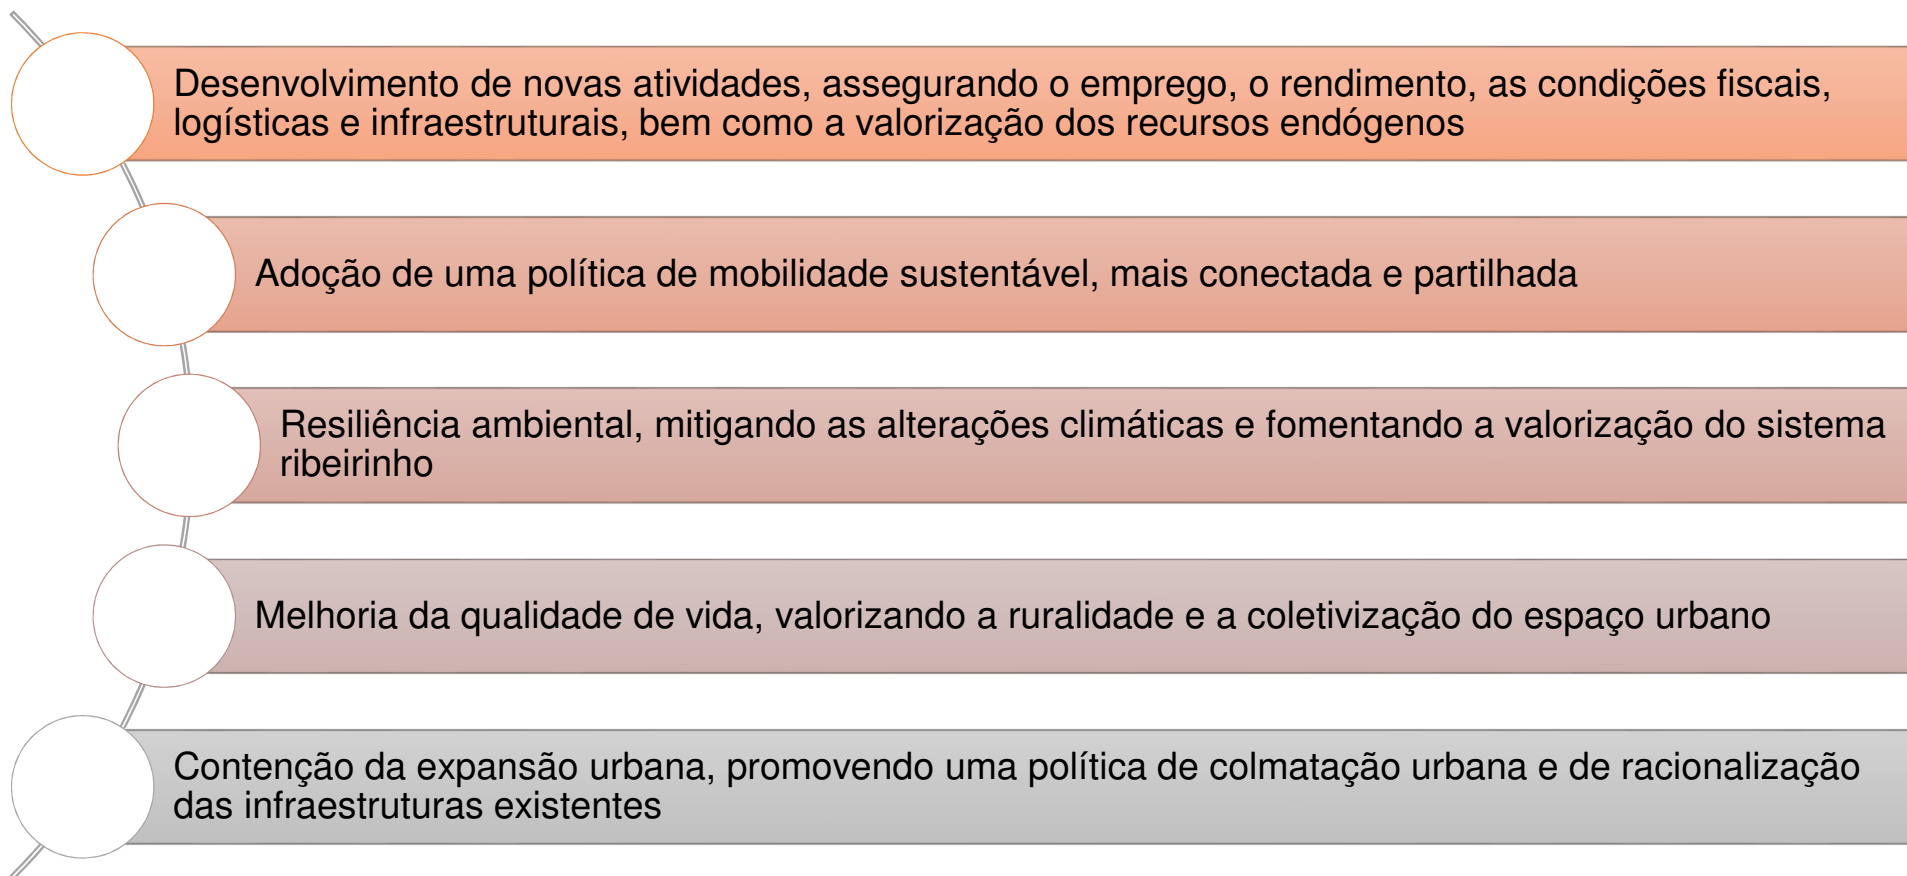 Desenvolvimento de novas atividades, assegurando o emprego, o rendimento, as condições fiscais,
logísticas e infraestruturais, bem como a valorização dos recursos endógenos
Adoção de uma política de mobilidade sustentável, mais conectada e partilhada
Resiliência ambiental, mitigando as alterações climáticas e fomentando a valorização do sistema
ribeirinho
Melhoria da qualidade de vida, valorizando a ruralidade e a coletivização do espaço urbano
Contenção da expansão urbana, promovendo uma política de colmatação urbana e de racionalização
das infraestruturas existentes